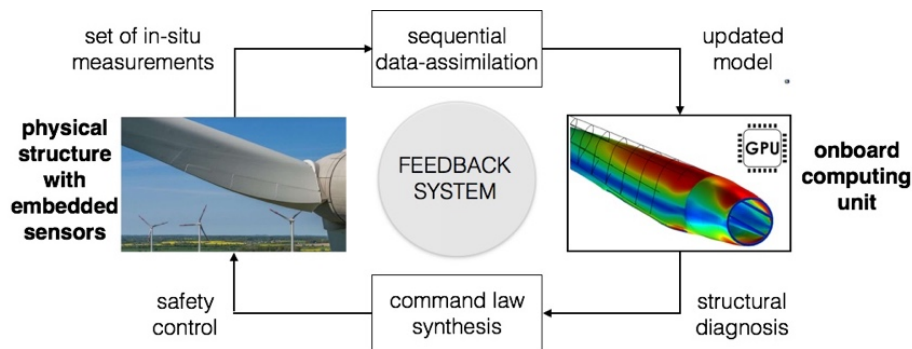 set of in-situ
measurements
sequential
data-assimilation
updated
model
physical
structure
with
embedded
sensors
FEEDBACK
SYSTEM
GPU
onboard
computing
unit
safety
control
command law
synthesis
structural
diagnosis